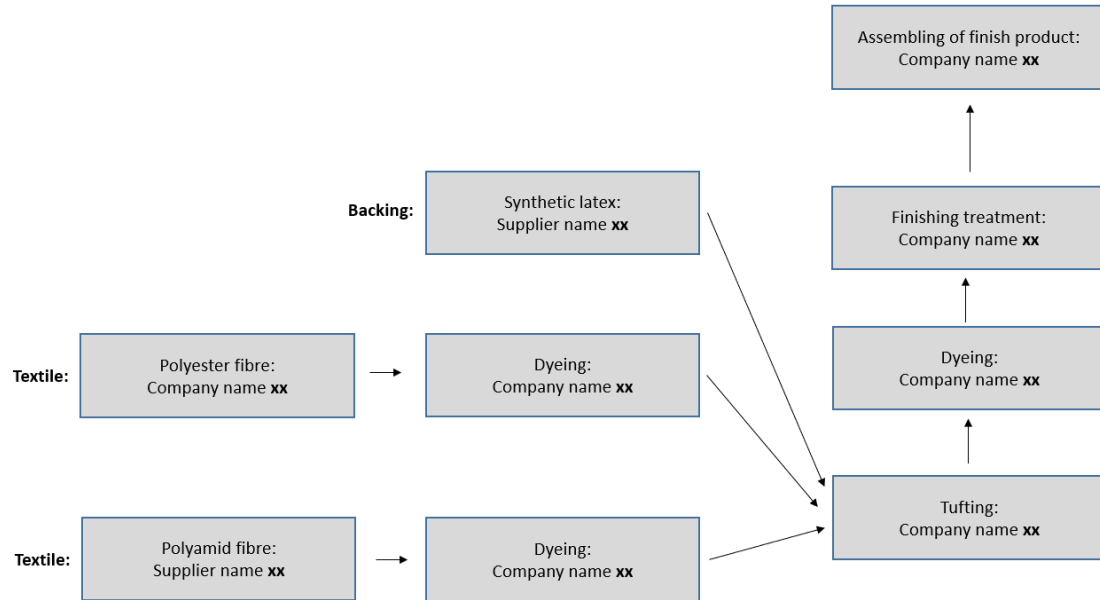 Assembling of finish product:
Company name xx
Backing:
Synthetic latex:
Supplier name xx
Finishing treatment:
Company name xx
Textile:
Polyester fibre:
Company name xx
Dyeing:
Company name xx
Dyeing:
Company name xx
Textile:
Polyamid fibre:
Supplier name xx
Dyeing:
Company name xx
Tufting:
Company name xx